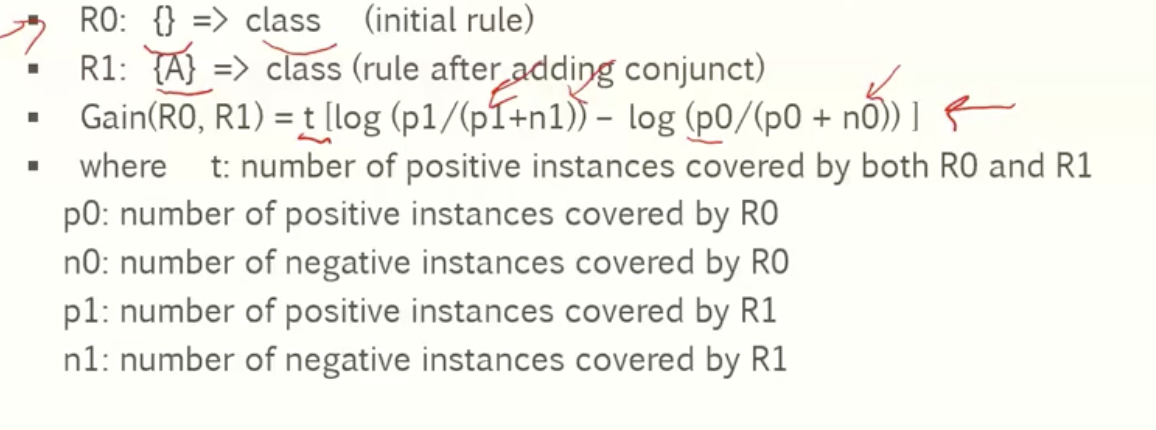 ▪ R0: {} => class (initial rule)
▪ R1: {A} => class (rule after adding conjunct)
▪ Gain(R0, R1) = t [log (p1/(p1+n1)) – log (p0/(p0 + n0)) ]
▪ where t: number of positive instances covered by both R0 and R1
p0: number of positive instances covered by R0
n0: number of negative instances covered by R0
p1: number of positive instances covered by R1
n1: number of negative instances covered by R1